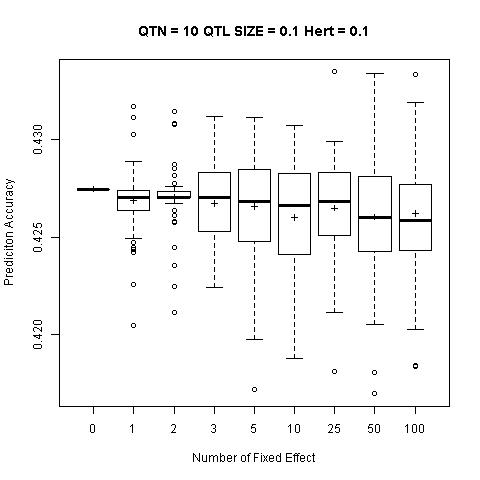 QTN = 10 QTL SIZE = 0.1 Hert = 0.1
Prediciton Accuracy
0.430
0.425
0.420
0 1 2 3 5 10 25 50 100
Number of Fixed Effect